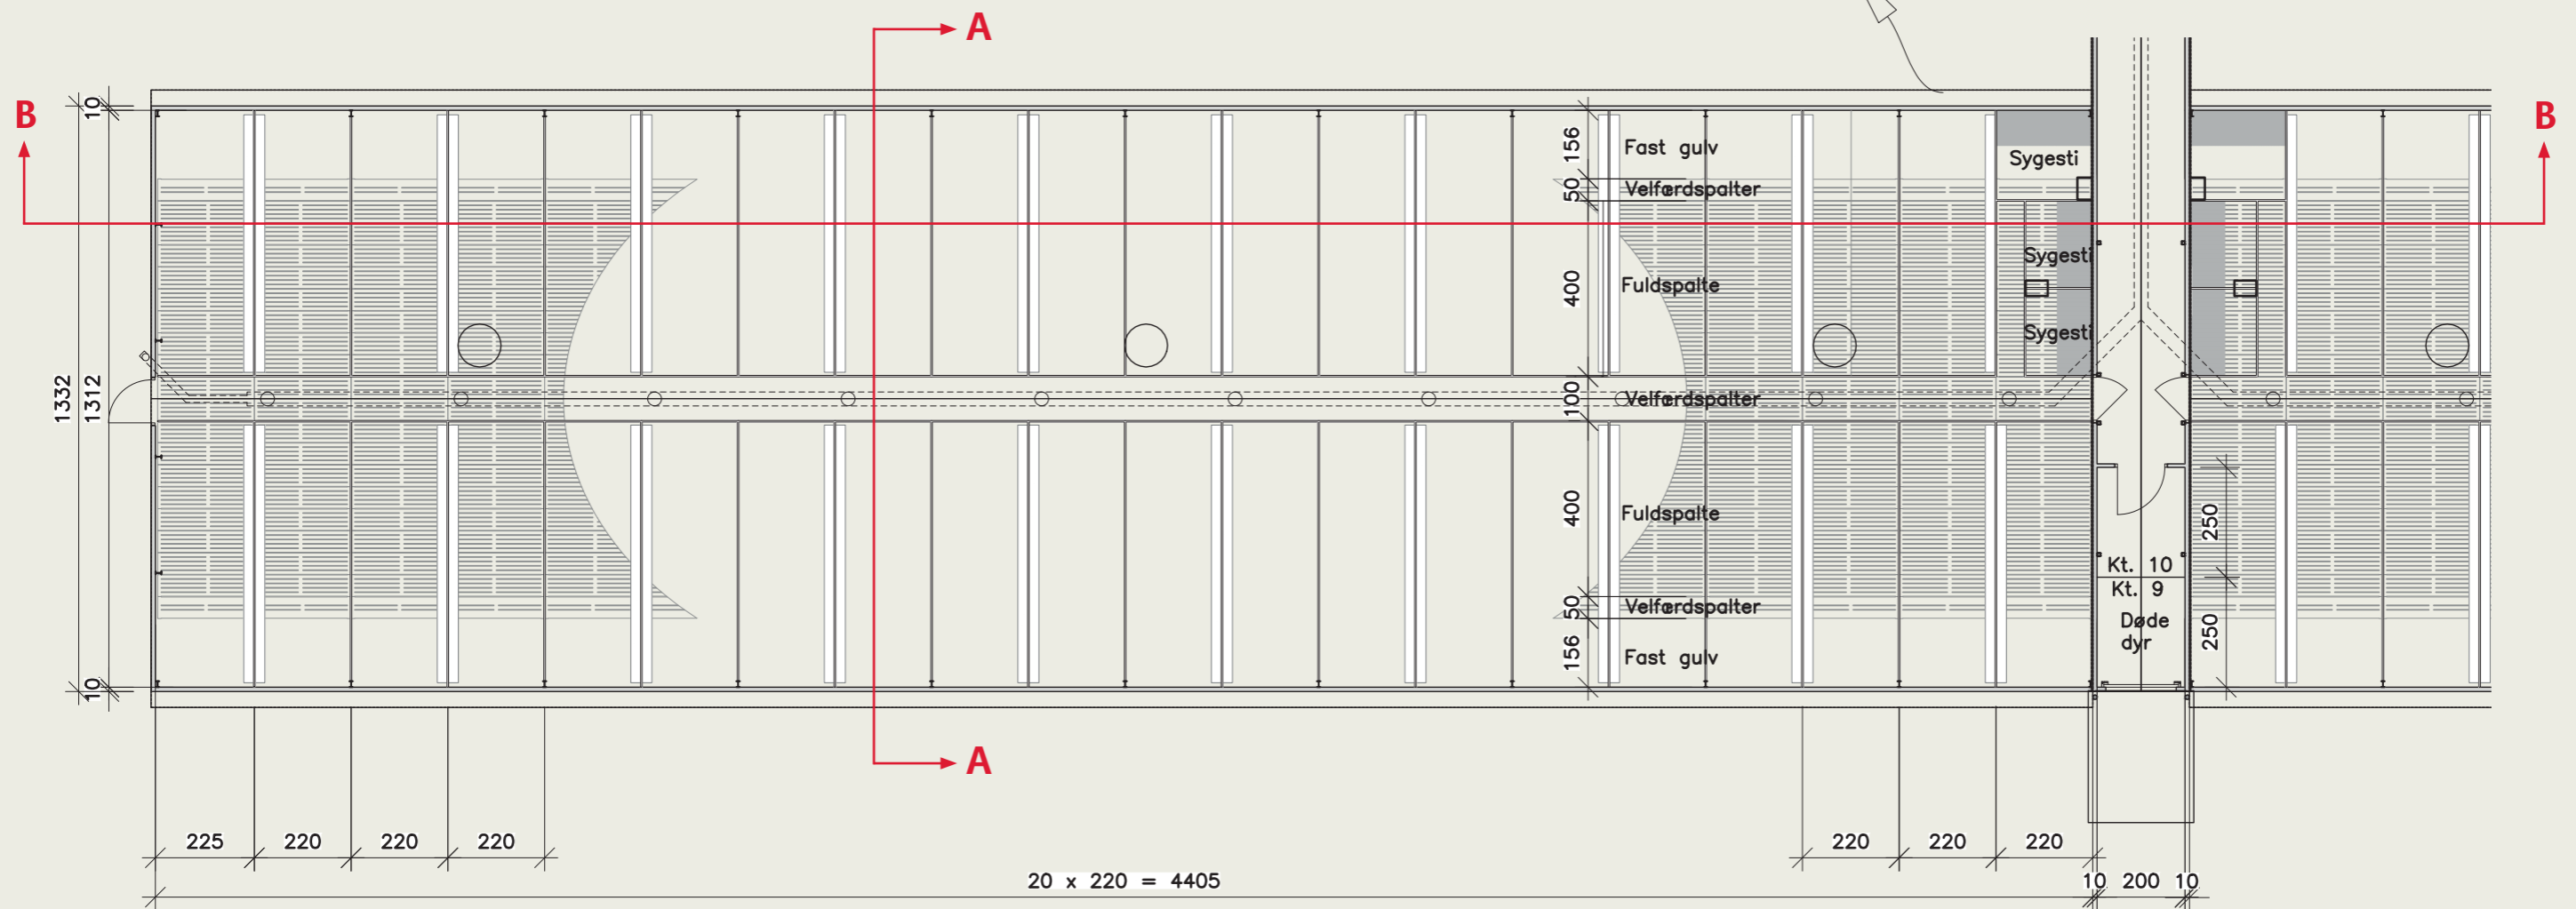 A
B
B
10
156
Fast gulv
Sygesti
50
Velfærdspalter
Sygesti
400
Fuldspalte
Sygesti
1332
1312
100
Velfærdspalter
400
Fuldspalte
250
Kt. 10
Kt. 9
50
Velfærdspalter
Døde
dyr
250
156
Fast gulv
10
A
225
220
220
220
220
220
220
20 x 220 = 4405
10
200
10